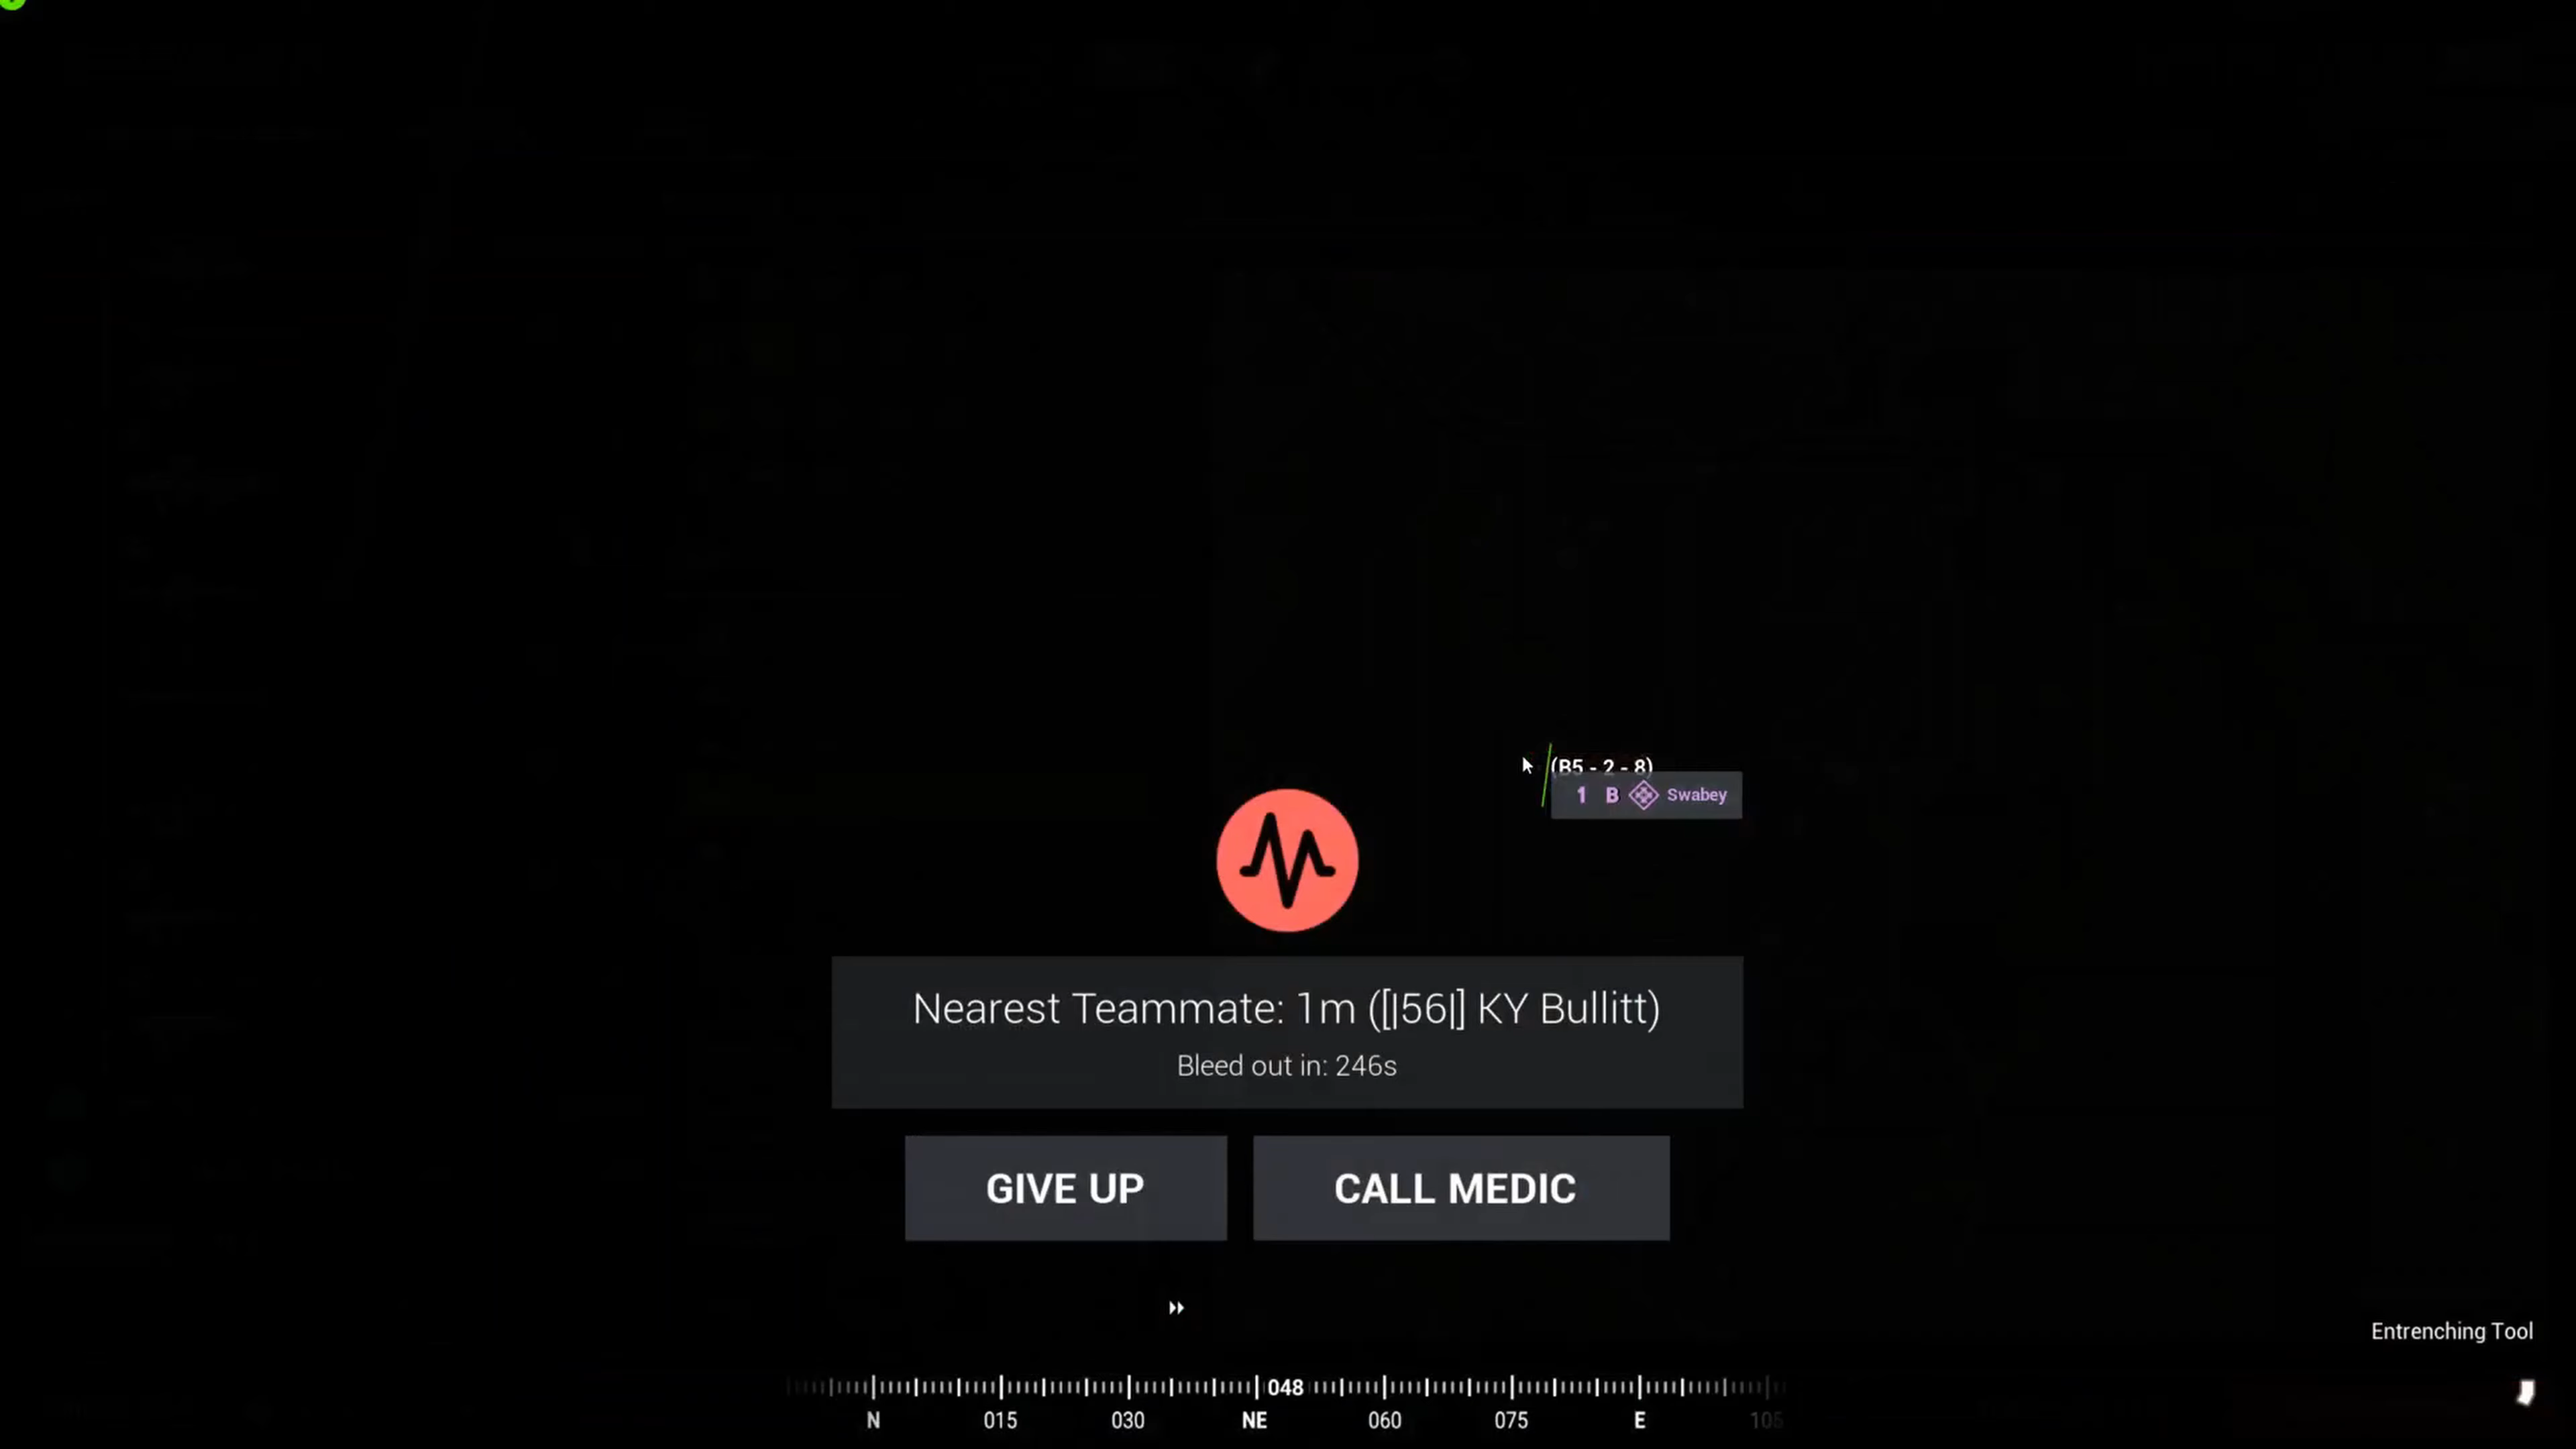 (B5 - 2 - 8)
1 B Swabey
Nearest Teammate: 1m ([|56|] KY Bullitt)
Bleed out in: 246s
GIVE UP CALL MEDIC
Entrenching Tool
048
N 015 030 NE 060 075 E 105